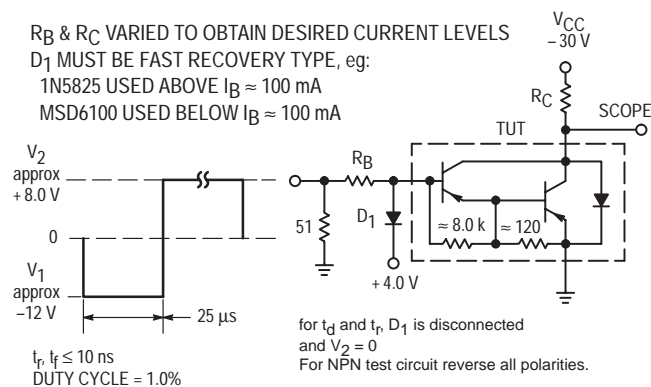 RB & RC VARIED TO OBTAIN DESIRED CURRENT LEVELS
D1 MUST BE FAST RECOVERY TYPE, eg:
1N5825 USED ABOVE IB ≈ 100 mA
MSD6100 USED BELOW IB ≈ 100 mA
VCC
– 30 V
RC
SCOPE
TUT
V2
approx
+ 8.0 V
RB
51
D1
≈ 8.0 k
≈ 120
0
+ 4.0 V
V1
approx
–12 V
25 µs
for td and tr, D1 is disconnected
and V2 = 0
For NPN test circuit reverse all polarities.
tr, tf ≤ 10 ns
DUTY CYCLE = 1.0%